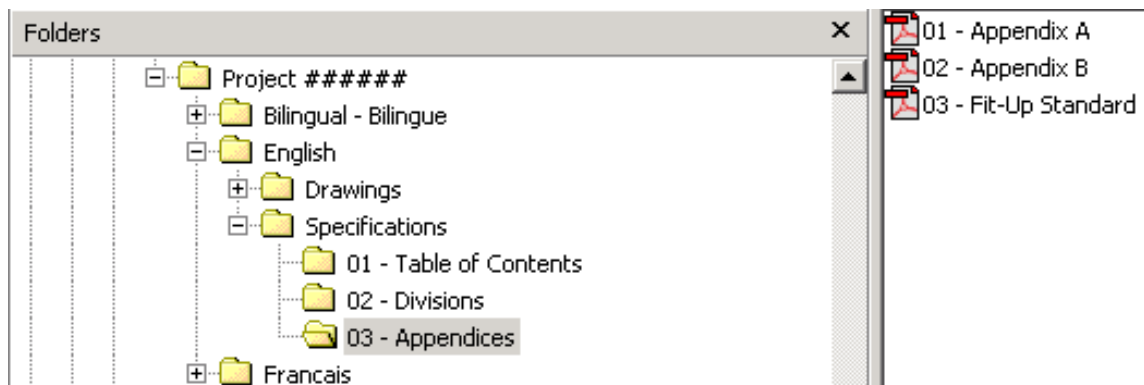 Folders
Project ######
Bilingual - Bilingue
English
Drawings
Specifications
01 - Table of Contents
02 - Divisions
03 - Appendices
Francais
01 - Appendix A
02 - Appendix B
03 - Fit-Up Standard